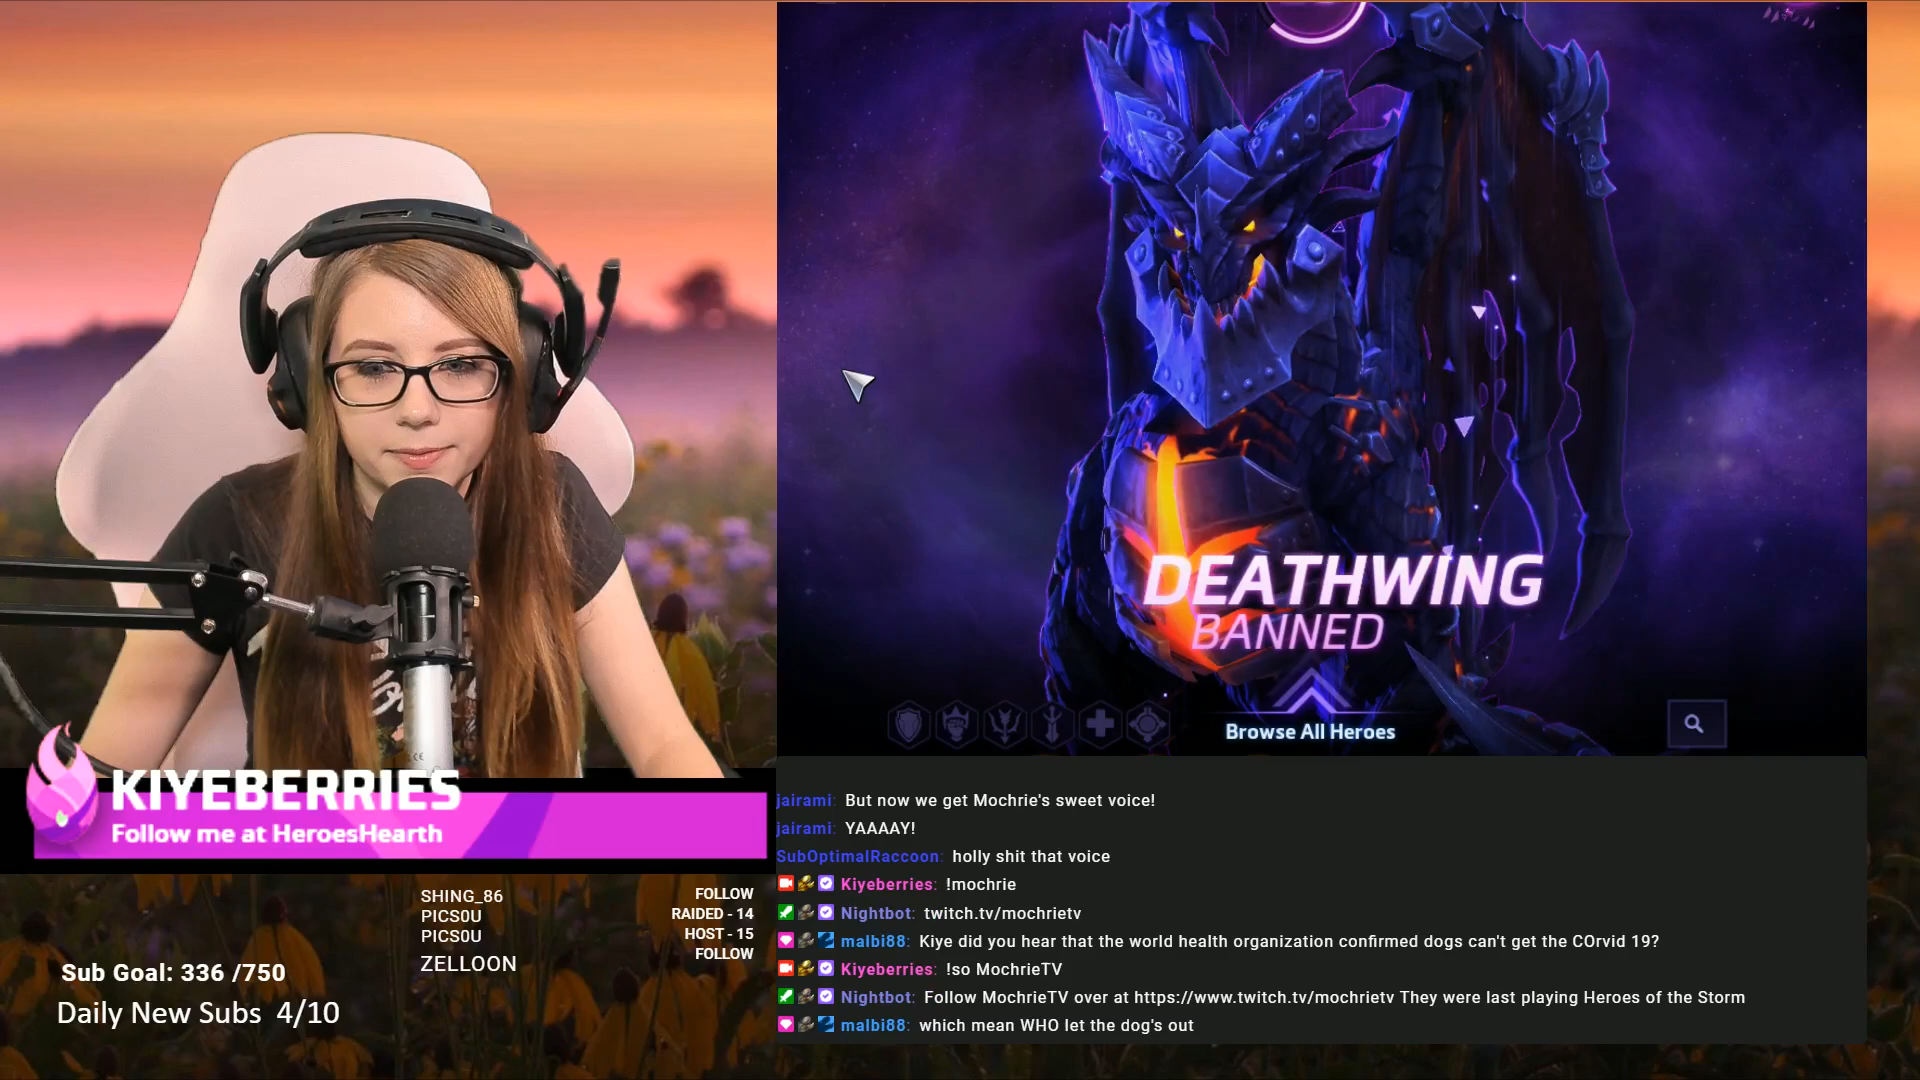 DEATHWING
BANNED
Browse All Heroes
KIYEBERRIES
Follow me at HeroesHearth
SHING_86 FOLLOW
PICS0U RAIDED - 14
PICS0U HOST - 15
ZELLOON FOLLOW
Sub Goal: 336 /750
Daily New Subs 4/10
jairami: But now we get Mochrie's sweet voice!
jairami: YAAAAY!
SubOptimalRaccoon: holly shit that voice
Kiyeberries: !mochrie
Nightbot: twitch.tv/mochrietv
malbi88: Kiye did you hear that the world health organization confirmed dogs can't get the COrvid 19?
Kiyeberries: !so MochrieTV
Nightbot: Follow MochrieTV over at https://www.twitch.tv/mochrietv They were last playing Heroes of the Storm
malbi88: which mean WHO let the dog's out